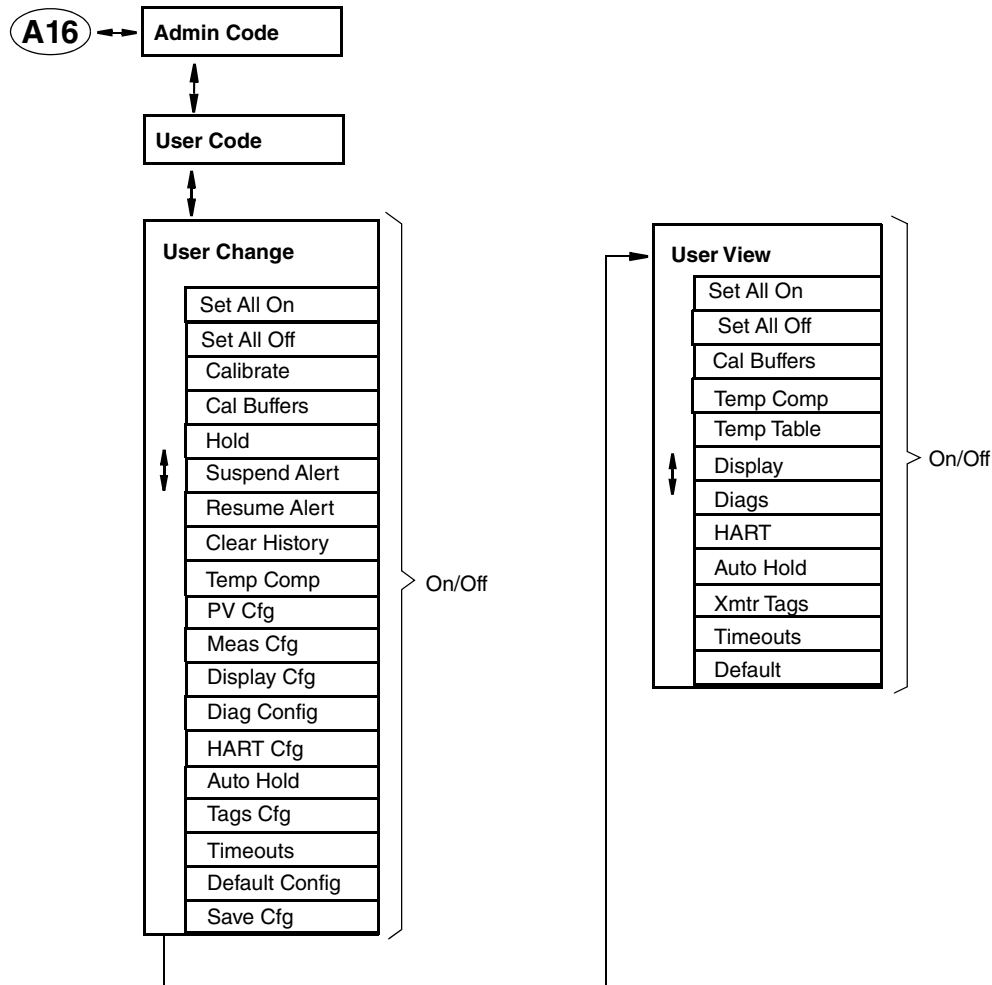 A16
Admin Code
User Code
User Change
Set All On
Set All Off
Calibrate
Cal Buffers
Hold
Suspend Alert
Resume Alert
Clear History
Temp Comp
PV Cfg
Meas Cfg
Display Cfg
Diag Config
HART Cfg
Auto Hold
Tags Cfg
Timeouts
Default Config
Save Cfg
On/Off
User View
Set All On
Set All Off
Cal Buffers
Temp Comp
Temp Table
Display
Diags
HART
Auto Hold
Xmtr Tags
Timeouts
Default
On/Off